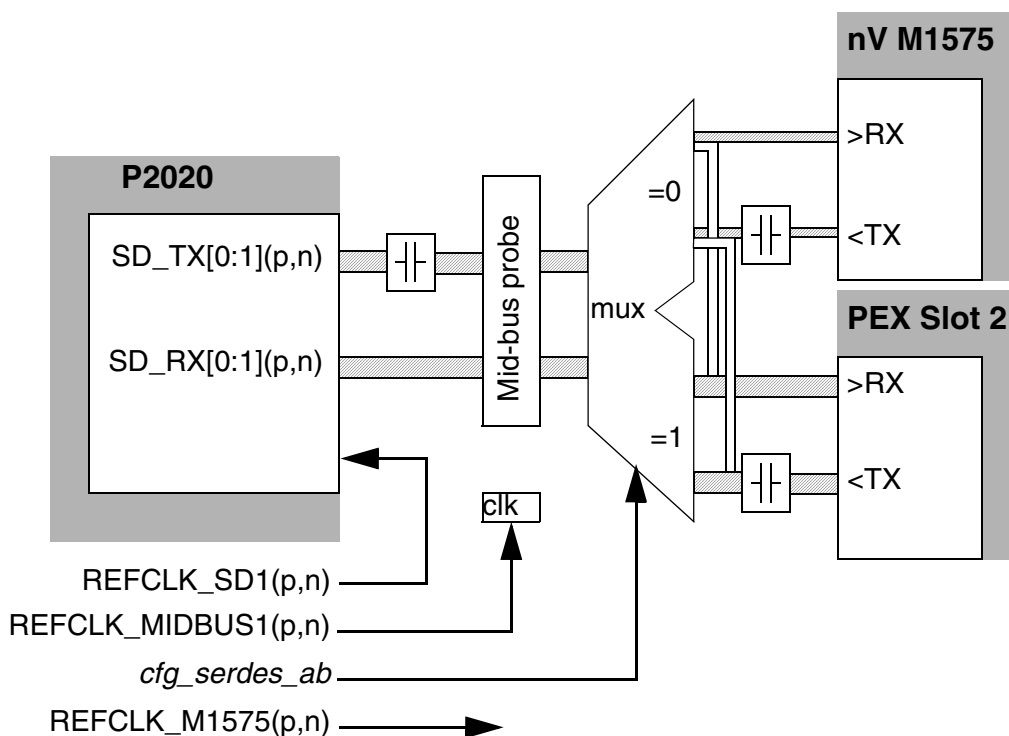 nV M1575
>RX
<TX
=0
P2020
SD_TX[0:1](p,n)
SD_RX[0:1](p,n)
Mid-bus probe
mux
PEX Slot 2
>RX
<TX
=1
clk
REFCLK_SD1(p,n)
REFCLK_MIDBUS1(p,n)
cfg_serdes_ab
REFCLK_M1575(p,n)